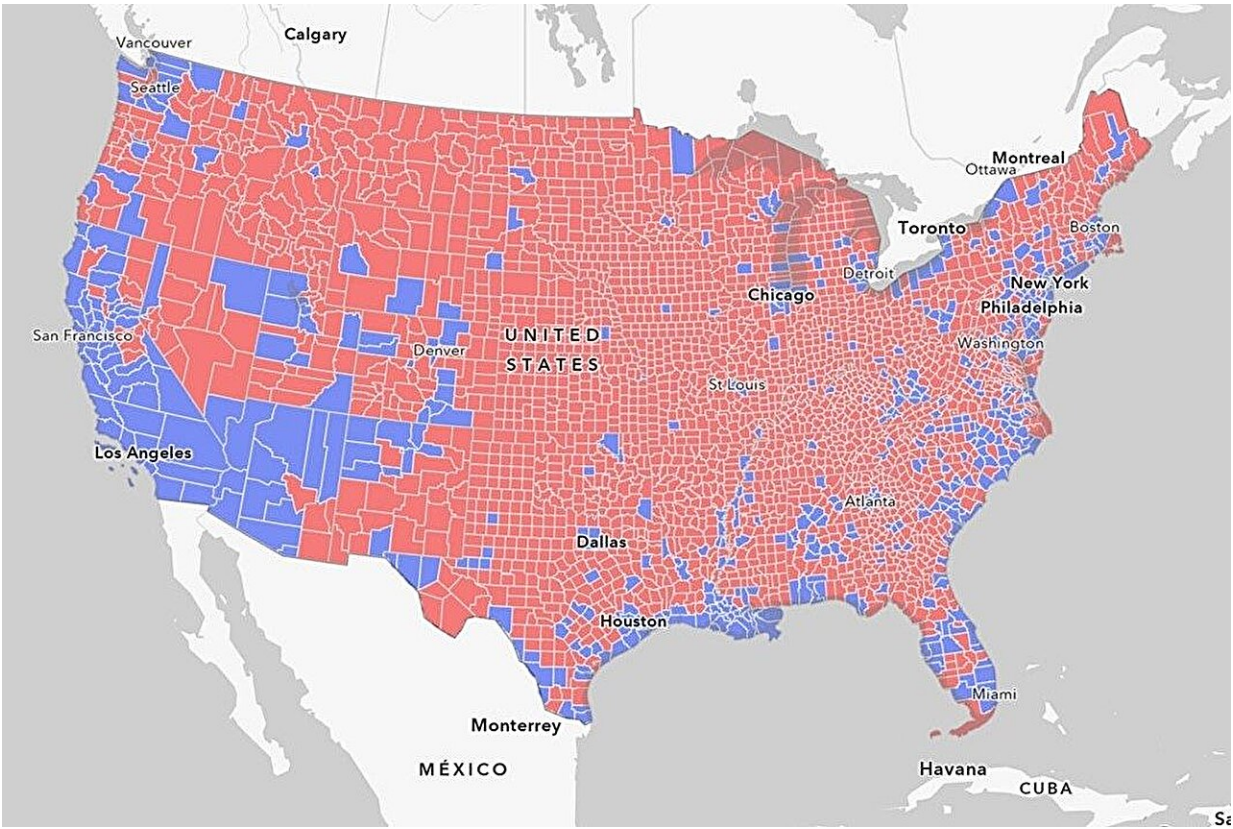 Calgary
Vancouver
Seattle
Montreal
Ottawa
Toronto
Boston
Detroit
New York
Chicago
Philadelphia
San Francisco
UNITED
STATES
Washington
Denver
St Louis
Los Angeles
Atlanta
Dallas
Houston
Miami
Monterrey
MÉXICO
Havana
CUBA
Sa